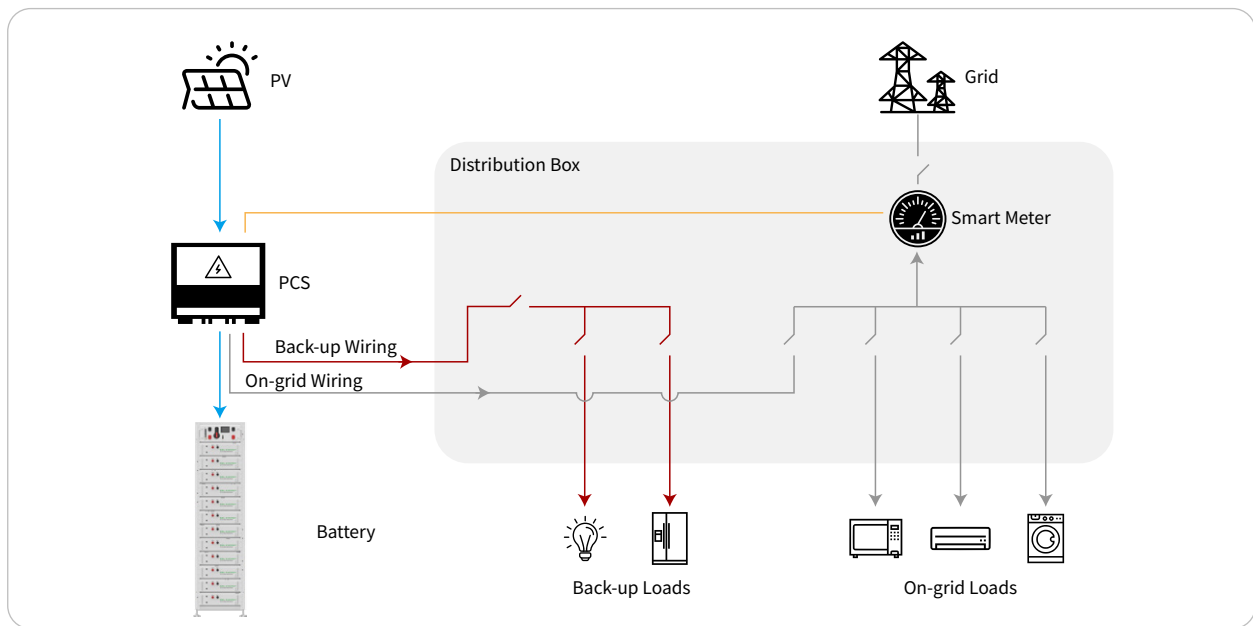 PV
Grid
Distribution Box
Smart Meter
PCS
Back-up Wiring
On-grid Wiring
Battery
Back-up Loads
On-grid Loads